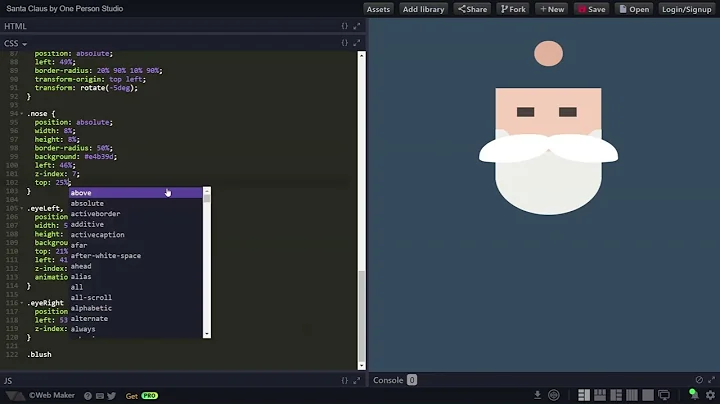 Santa Claus by One Person Studio
Assets Add library Share Fork + New Save Open Login/Signup
HTML {}
CSS {}
87 position: absolute;
88 left: 49%;
89 border-radius: 20% 90% 10% 90%;
90 transform-origin: top left;
91 transform: rotate(-5deg);
92 }
93
94 .nose {
95 position: absolute;
96 width: 8%;
97 height: 8%;
98 border-radius: 50%;
99 background: #e4b39d;
100 left: 46%;
101 z-index: 7;
102 top: 25%;
103 }
above
absolute
activeborder
additive
activecaption
afar
after-white-space
ahead
alias
all
all-scroll
alphabetic
alternate
always
104
105 .eyeLeft,
106 positio
107 width: 5
108 height:
109 backgrou
110 top: 21%
111 left: 41
112 z-index:
113 animatio
114 }
115
116 .eyeRight
117 positio
118 left: 53
119 z-index:
120 }
121
122 .blush
JS {}
Console 0
©Web Maker Get PRO